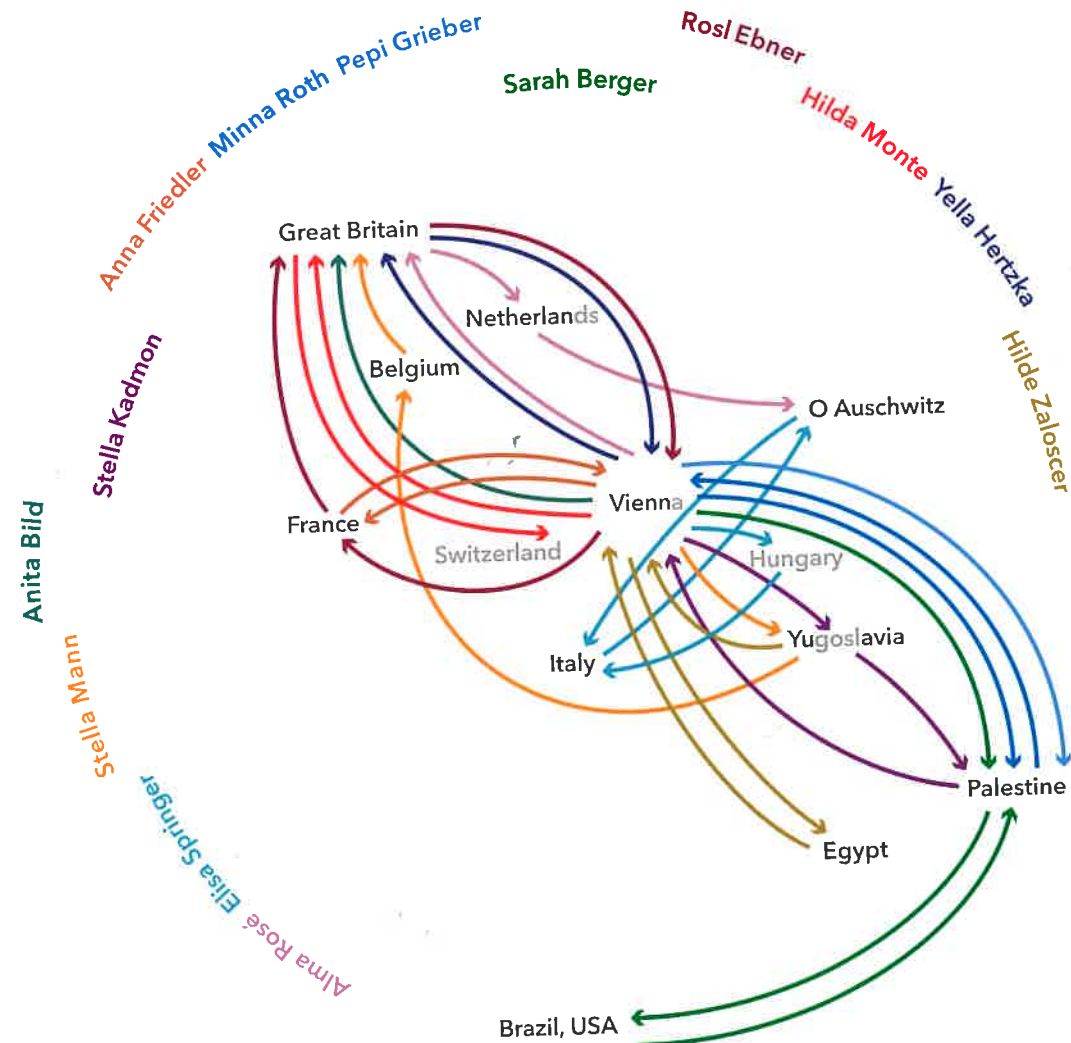 Rosl Ebner
Pepi Grieber
Sarah Berger
Minna Roth
Hilda Monte
Anna Friedler
Yella Hertzka
Great Britain
Netherlands
Stella Kadmon
Belgium
Hilde Zaloscer
O Auschwitz
Vienna
France
Switzerland
Hungary
Anita Bild
Yugoslavia
Italy
Stella Mann
Palestine
Elisa Springer
Egypt
Alma Rosé
Brazil, USA